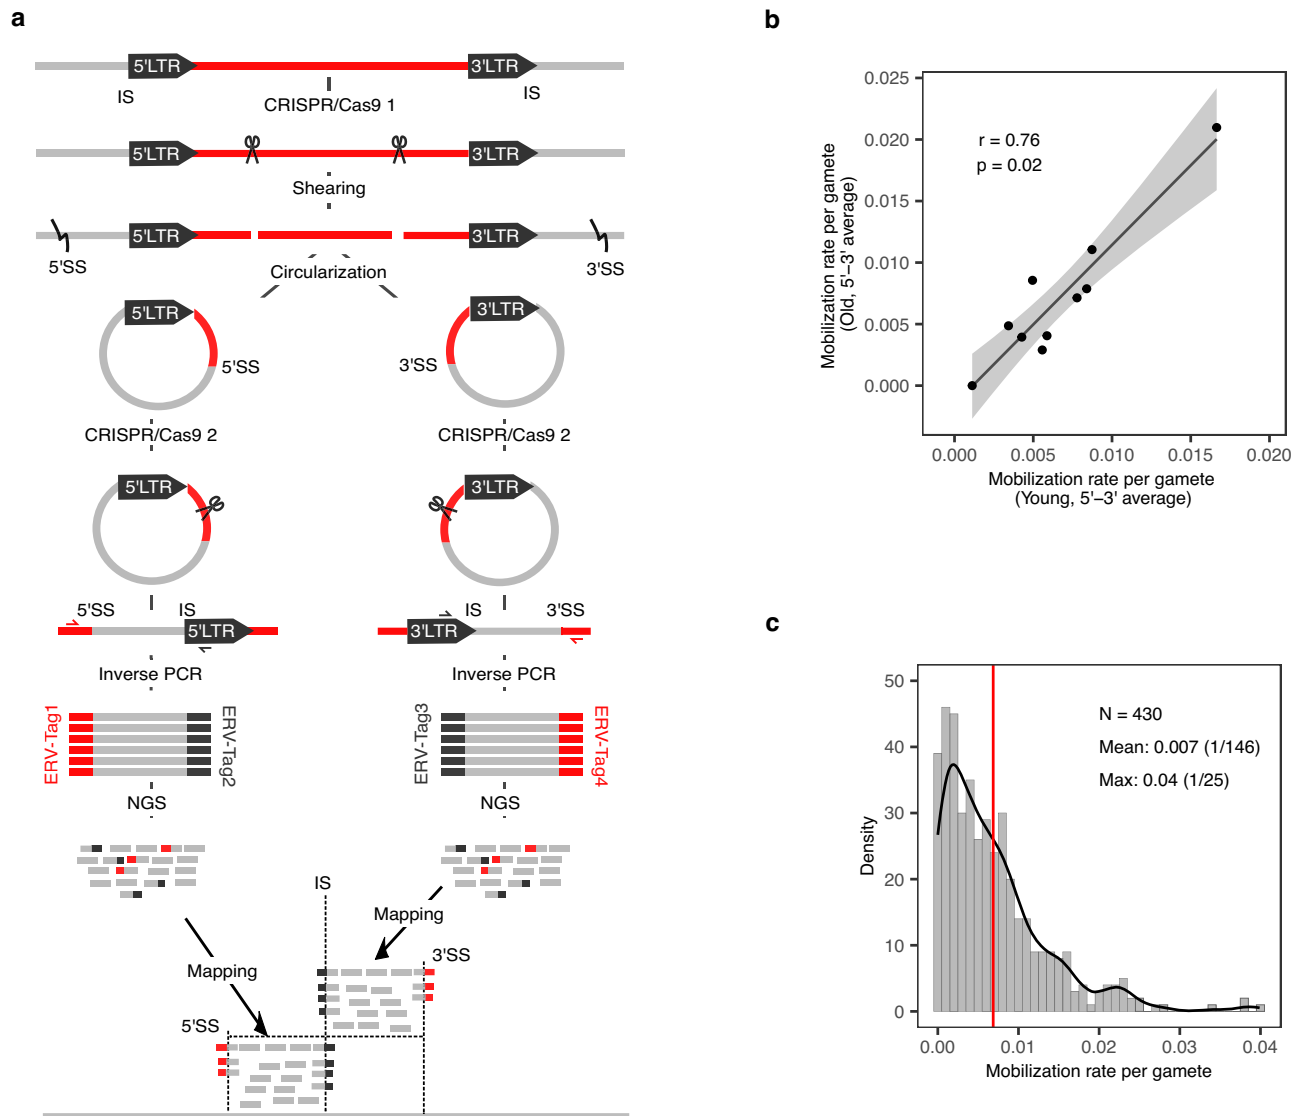 a
5'LTR
3'LTR
IS
IS
CRISPR/Cas9 1
5'LTR
3'LTR
Shearing
5'LTR
3'LTR
5'SS
3'SS
Circularization
5'LTR
3'LTR
5'SS
3'SS
CRISPR/Cas9 2
CRISPR/Cas9 2
5'LTR
3'LTR
5'SS
IS
5'LTR
IS
3'SS
3'LTR
Inverse PCR
Inverse PCR
ERV-Tag1
ERV-Tag2
ERV-Tag3
ERV-Tag4
NGS
NGS
IS
Mapping
3'SS
Mapping
5'SS
b
0.025
0.020
0.015
0.010
0.005
0.000
Mobilization rate per gamete
(Old, 5'–3' average)
r = 0.76
p = 0.02
0.000
0.005
0.010
0.015
0.020
Mobilization rate per gamete
(Young, 5'–3' average)
c
50
40
30
20
10
0
Density
N = 430
Mean: 0.007 (1/146)
Max: 0.04 (1/25)
0.00
0.01
0.02
0.03
0.04
Mobilization rate per gamete